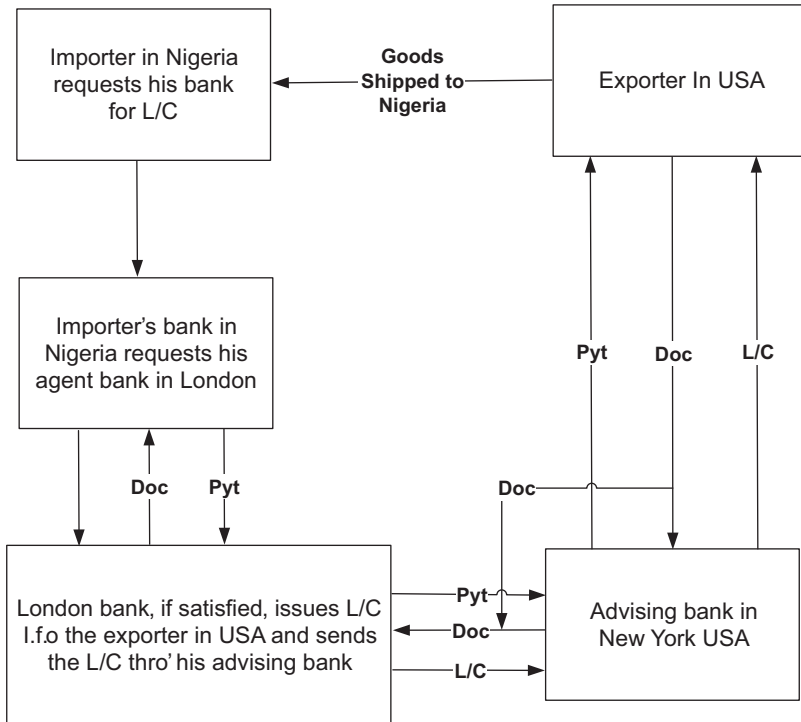 Importer in Nigeria
requests his bank
for L/C
Goods
Shipped to
Nigeria
Exporter In USA
Importer’s bank in
Nigeria requests his
agent bank in London
Pyt
Doc
L/C
Doc
Pyt
Doc
London bank, if satisfied, issues L/C
I.f.o the exporter in USA and sends
the L/C thro’ his advising bank
Pyt
Doc
L/C
Advising bank in
New York USA